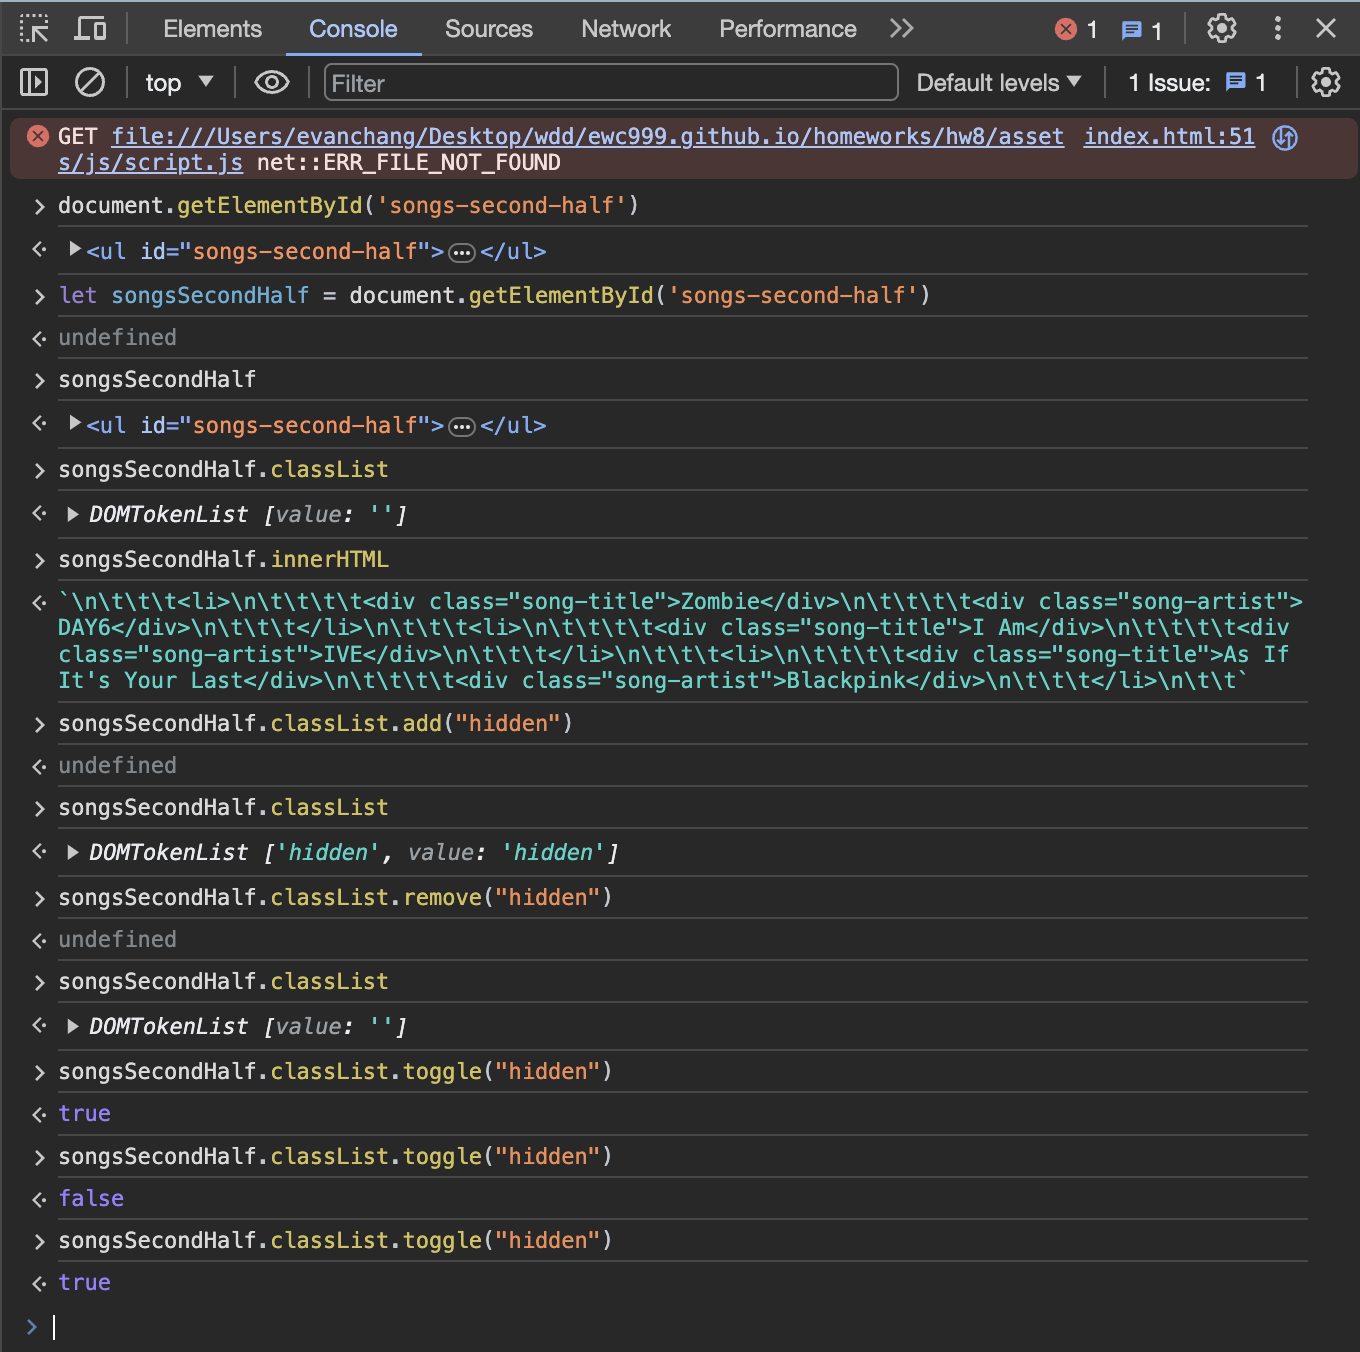 Elements Console Sources Network Performance 1 1
top Filter Default levels 1 Issue: 1
GET file:///Users/evanchang/Desktop/wdd/ewc999.github.io/homeworks/hw8/asset index.html:51
s/js/script.js net::ERR_FILE_NOT_FOUND
document.getElementById('songs-second-half')
<ul id="songs-second-half">…</ul>
let songsSecondHalf = document.getElementById('songs-second-half')
undefined
songsSecondHalf
<ul id="songs-second-half">…</ul>
songsSecondHalf.classList
DOMTokenList [value: '']
songsSecondHalf.innerHTML
`\n\t\t\t<li>\n\t\t\t\t<div class="song-title">Zombie</div>\n\t\t\t\t<div class="song-artist">
DAY6</div>\n\t\t\t</li>\n\t\t\t<li>\n\t\t\t\t<div class="song-title">I Am</div>\n\t\t\t\t<div
class="song-artist">IVE</div>\n\t\t\t</li>\n\t\t\t<li>\n\t\t\t\t<div class="song-title">As If
It's Your Last</div>\n\t\t\t\t<div class="song-artist">Blackpink</div>\n\t\t\t</li>\n\t\t`
songsSecondHalf.classList.add("hidden")
undefined
songsSecondHalf.classList
DOMTokenList ['hidden', value: 'hidden']
songsSecondHalf.classList.remove("hidden")
undefined
songsSecondHalf.classList
DOMTokenList [value: '']
songsSecondHalf.classList.toggle("hidden")
true
songsSecondHalf.classList.toggle("hidden")
false
songsSecondHalf.classList.toggle("hidden")
true